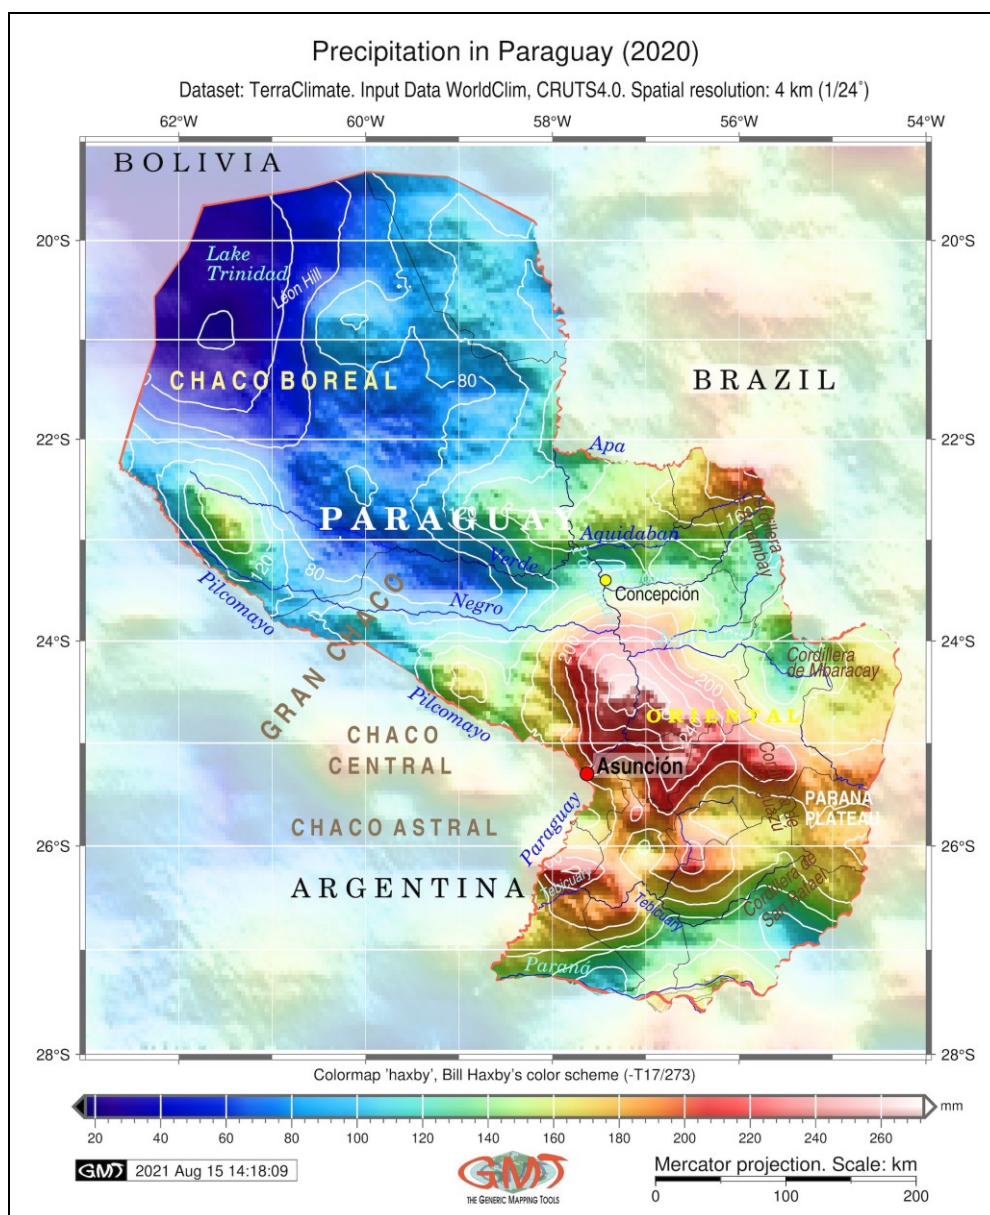 Precipitation in Paraguay (2020)
Dataset: TerraClimate. Input Data WorldClim, CRUTS4.0. Spatial resolution: 4 km (1/24°)
62°W 60°W 58°W 56°W 54°W
BOLIVIA
20°S 20°S
Lake
Trinidad
Leon Hill
CHACO BOREAL
80
BRAZIL
22°S 22°S
Apa
160
PARAGUAY
Aquidaban
Verde
80
Pilcomayo
Negro
Concepción
GRAN CHACO
24°S 24°S
200
Cordillera
de Mbaracay
200
Pilcomayo
ORIENTAL
240
CHACO
CENTRAL
Asunción
PARANA
PLATEAU
Paraguay
CHACO ASTRAL
26°S 26°S
ARGENTINA
Tebicuary
Tebicuary
Cordillera de
San Rafael
Parana
28°S 28°S
Colormap 'haxby', Bill Haxby's color scheme (-T17/273)
mm
20 40 60 80 100 120 140 160 180 200 220 240 260
GMT 2021 Aug 15 14:18:09
GMT
THE GENERIC MAPPING TOOLS
Mercator projection. Scale: km
0 100 200